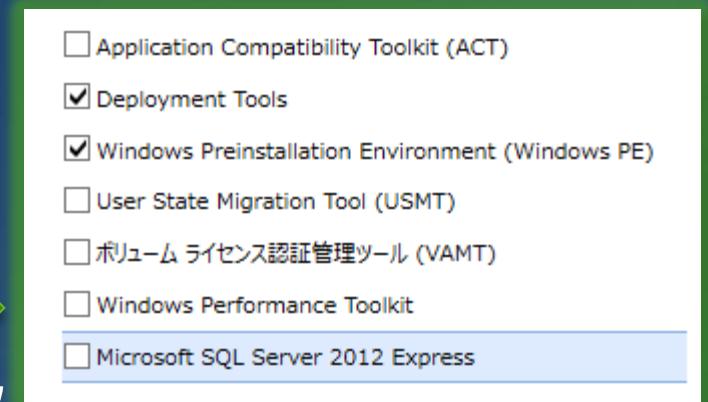 Application Compatibility Toolkit (ACT)
Deployment Tools
Windows Preinstallation Environment (Windows PE)
User State Migration Tool (USMT)
ボリューム ライセンス認証管理ツール (VAMT)
Windows Performance Toolkit
Microsoft SQL Server 2012 Express